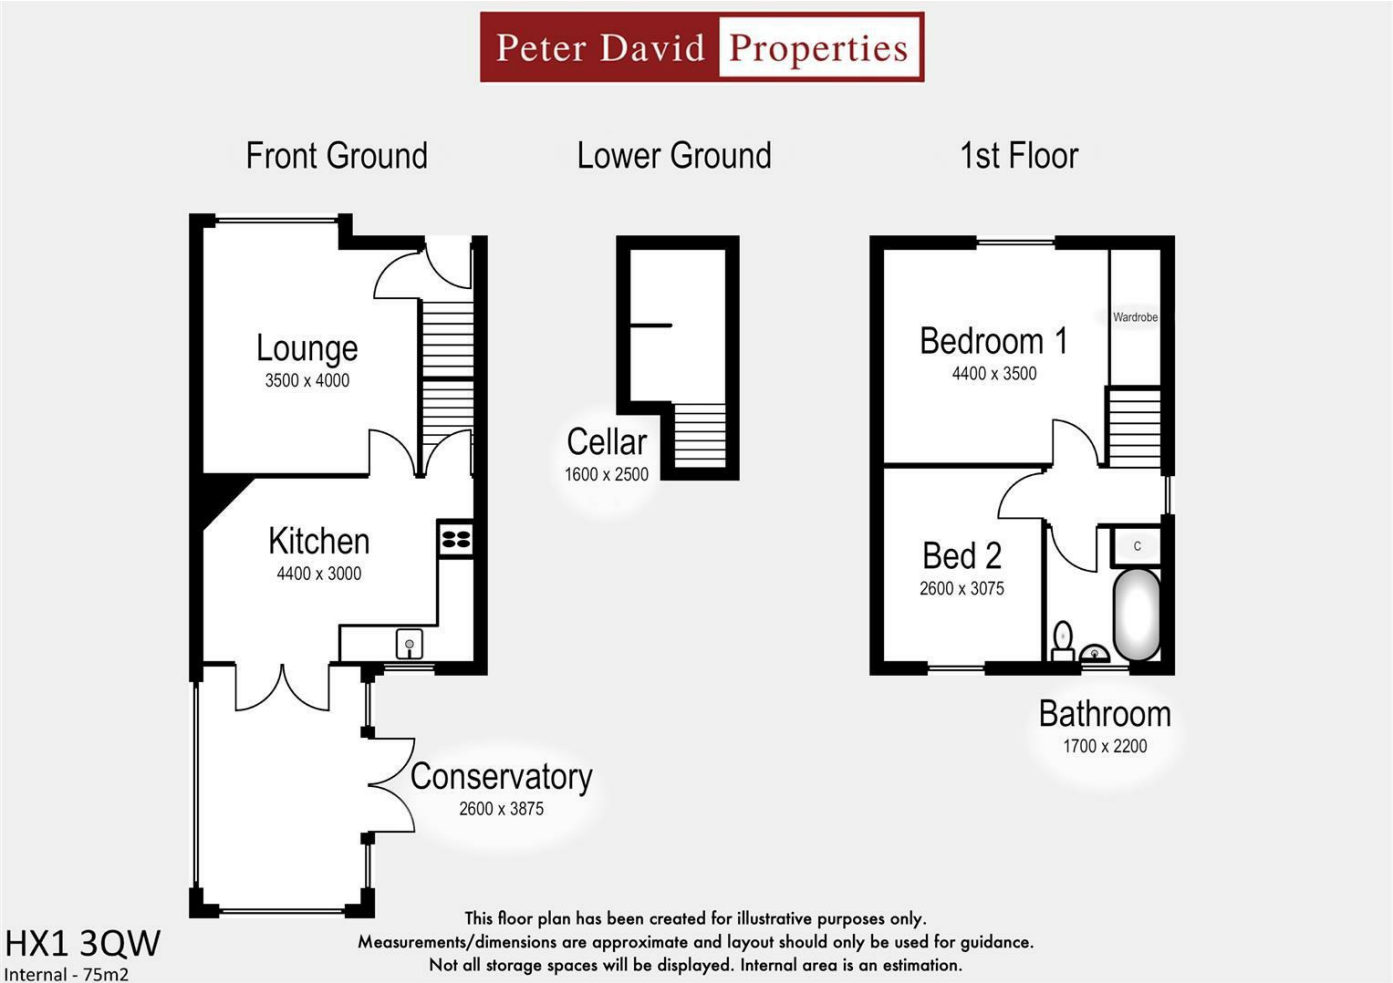 Peter David Properties
Front Ground
Lower Ground
1st Floor
Lounge
3500 x 4000
Wardrobe
Bedroom 1
4400 x 3500
Cellar
1600 x 2500
Kitchen
4400 x 3000
Bed 2
2600 x 3075
C
Bathroom
1700 x 2200
Conservatory
2600 x 3875
This floor plan has been created for illustrative purposes only.
Measurements/dimensions are approximate and layout should only be used for guidance.
Not all storage spaces will be displayed. Internal area is an estimation.
HX1 3QW
Internal - 75m2